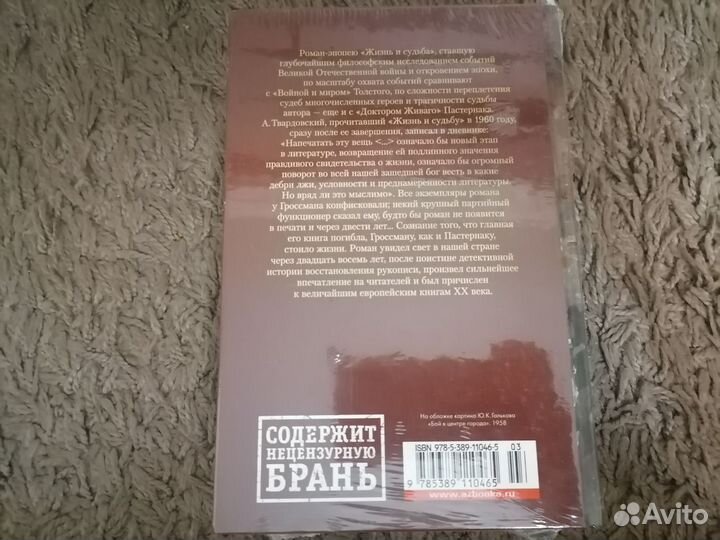 Роман-эпопею «Жизнь и судьба», ставшую
глубочайшим философским исследованием событий
Великой Отечественной войны и откровением эпохи,
по масштабу охвата событий сравнивают
с «Войной и миром» Толстого, по сложности переплетения
судеб многочисленных героев и трагичности судьбы
автора — еще и с «Доктором Живаго» Пастернака.
А. Твардовский, прочитавший «Жизнь и судьбу» в 1960 году,
сразу после ее завершения, записал в дневнике:
«Напечатать эту вещь <...> означало бы новый этап
в литературе, возвращение ей подлинного значения
правдивого свидетельства о жизни, означало бы огромный
поворот во всей нашей зашедшей бог весть в какие
дебри лжи, условности и преднамеренности литературы.
Но вряд ли это мыслимо». Все экземпляры романа
у Гроссмана конфисковали; некий крупный партийный
функционер сказал ему, будто бы роман не появится
в печати и через двести лет... Сознание того, что главная
его книга погибла, Гроссману, как и Пастернаку,
стоило жизни. Роман увидел свет в нашей стране
через двадцать восемь лет, после поистине детективной
истории восстановления рукописи, произвел сильнейшее
впечатление на читателей и был причислен
к величайшим европейским книгам XX века.
На обложке картина Ю.К.Галькова
«Бой в центре города». 1958
СОДЕРЖИТ
НЕЦЕНЗУРНУЮ
БРАНЬ
ISBN 978-5-389-11046-5 03
9 785389 110465
www.azbooka.ru
Avito